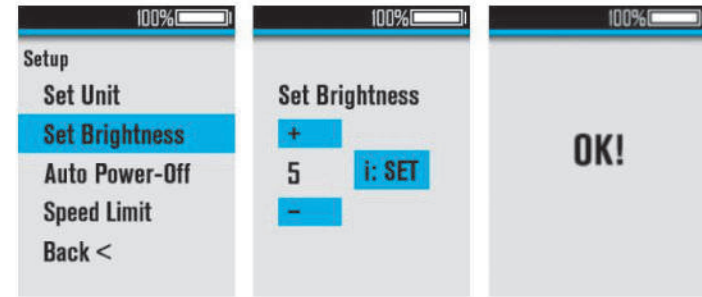 100%
Setup
Set Unit
Set Brightness
Auto Power-Off
Speed Limit
Back <
100%
Set Brightness
+
5
i: SET
−
100%
OK!